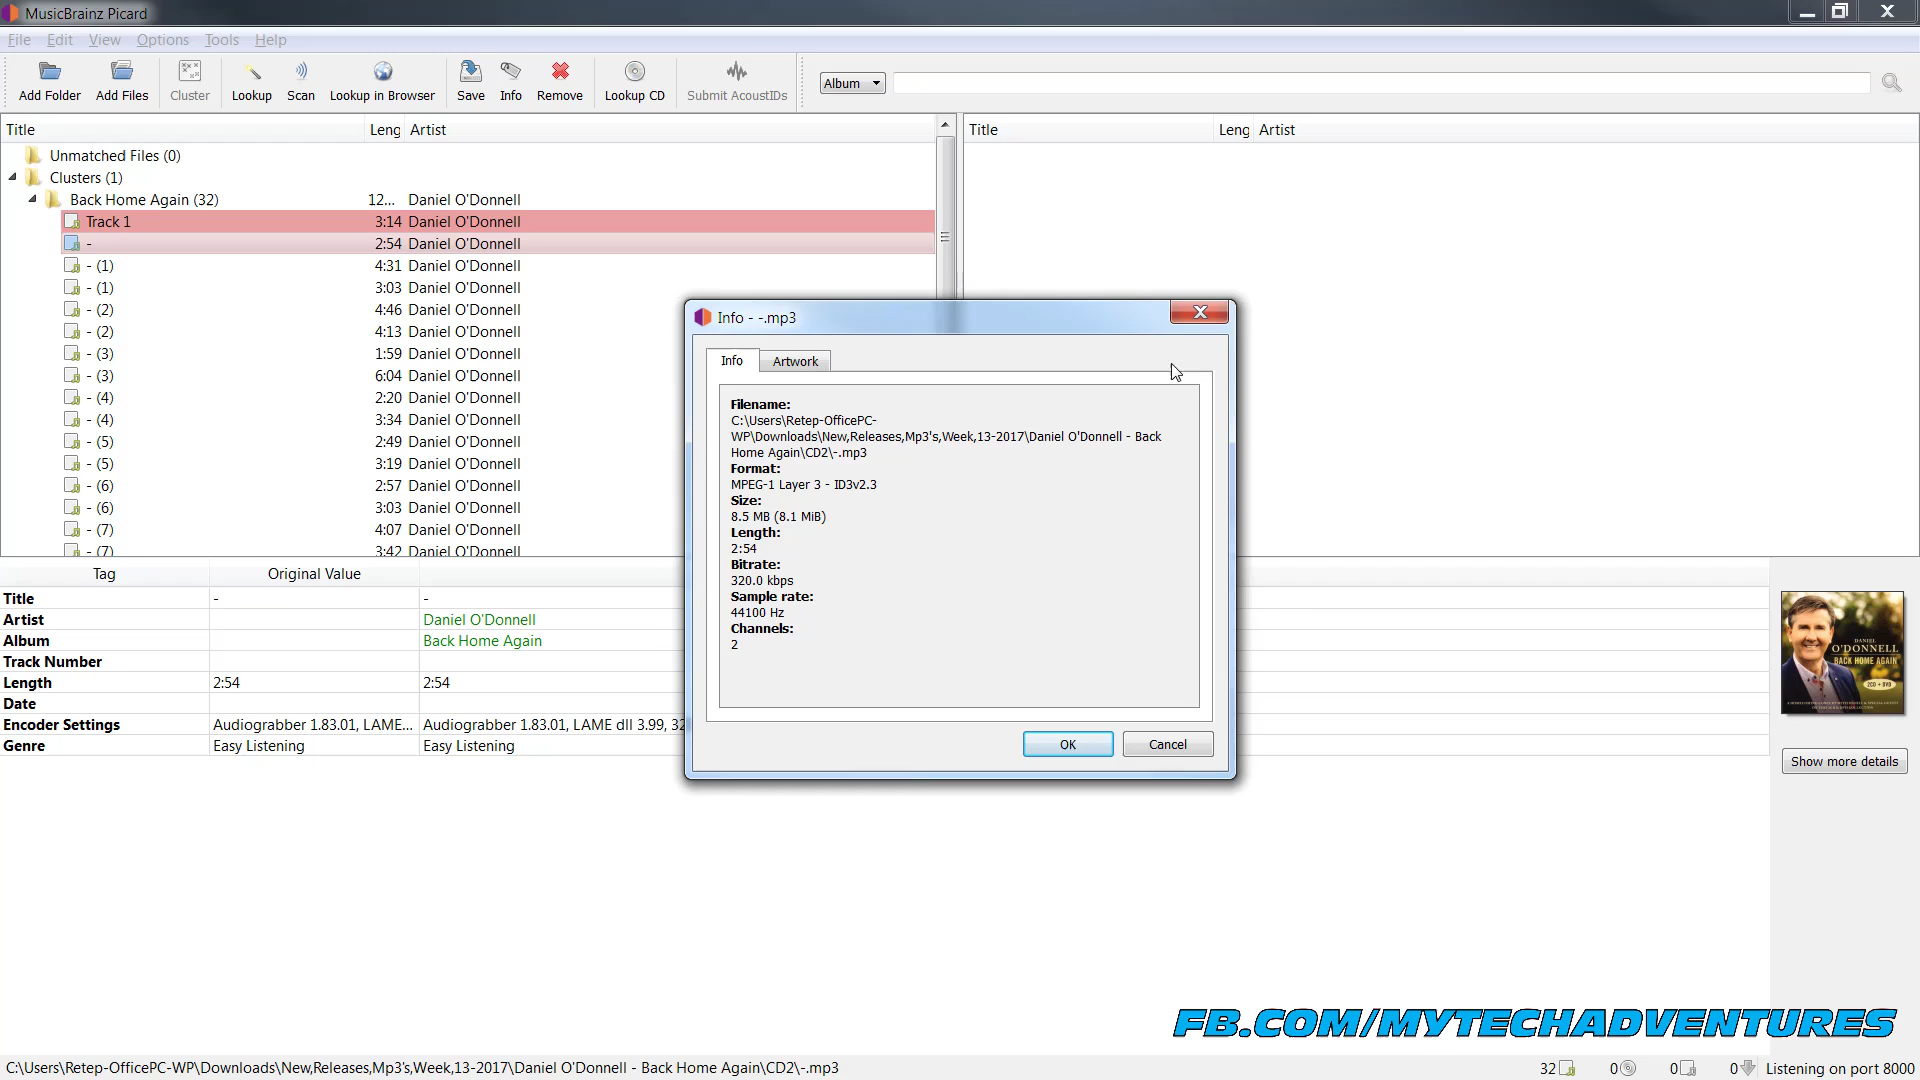 MusicBrainz Picard
File Edit View Options Tools Help
Add Folder Add Files Cluster Lookup Scan Lookup in Browser Save Info Remove Lookup CD Submit AcoustIDs Album
Title Leng Artist Title Leng Artist
Unmatched Files (0)
Clusters (1)
Back Home Again (32) 12... Daniel O'Donnell
Track 1 3:14 Daniel O'Donnell
- 2:54 Daniel O'Donnell
- (1) 4:31 Daniel O'Donnell
- (1) 3:03 Daniel O'Donnell
- (2) 4:46 Daniel O'Donnell
- (2) 4:13 Daniel O'Donnell
- (3) 1:59 Daniel O'Donnell
- (3) 6:04 Daniel O'Donnell
- (4) 2:20 Daniel O'Donnell
- (4) 3:34 Daniel O'Donnell
- (5) 2:49 Daniel O'Donnell
- (5) 3:19 Daniel O'Donnell
- (6) 2:57 Daniel O'Donnell
- (6) 3:03 Daniel O'Donnell
- (7) 4:07 Daniel O'Donnell
- (7) 3:42 Daniel O'Donnell
Info - -.mp3
Info Artwork
Filename:
C:\Users\Retep-OfficePC-
WP\Downloads\New,Releases,Mp3's,Week,13-2017\Daniel O'Donnell - Back
Home Again\CD2\-.mp3
Format:
MPEG-1 Layer 3 - ID3v2.3
Size:
8.5 MB (8.1 MiB)
Length:
2:54
Bitrate:
320.0 kbps
Sample rate:
44100 Hz
Channels:
2
OK Cancel
Tag Original Value
Title - -
Artist Daniel O'Donnell
Album Back Home Again
Track Number
Length 2:54 2:54
Date
Encoder Settings Audiograbber 1.83.01, LAME... Audiograbber 1.83.01, LAME dll 3.99, 32
Genre Easy Listening Easy Listening
DANIEL
O'DONNELL
BACK HOME AGAIN
2CD + DVD
Show more details
FB.COM/MYTECHADVENTURES
C:\Users\Retep-OfficePC-WP\Downloads\New,Releases,Mp3's,Week,13-2017\Daniel O'Donnell - Back Home Again\CD2\-.mp3 32 0 0 0 Listening on port 8000